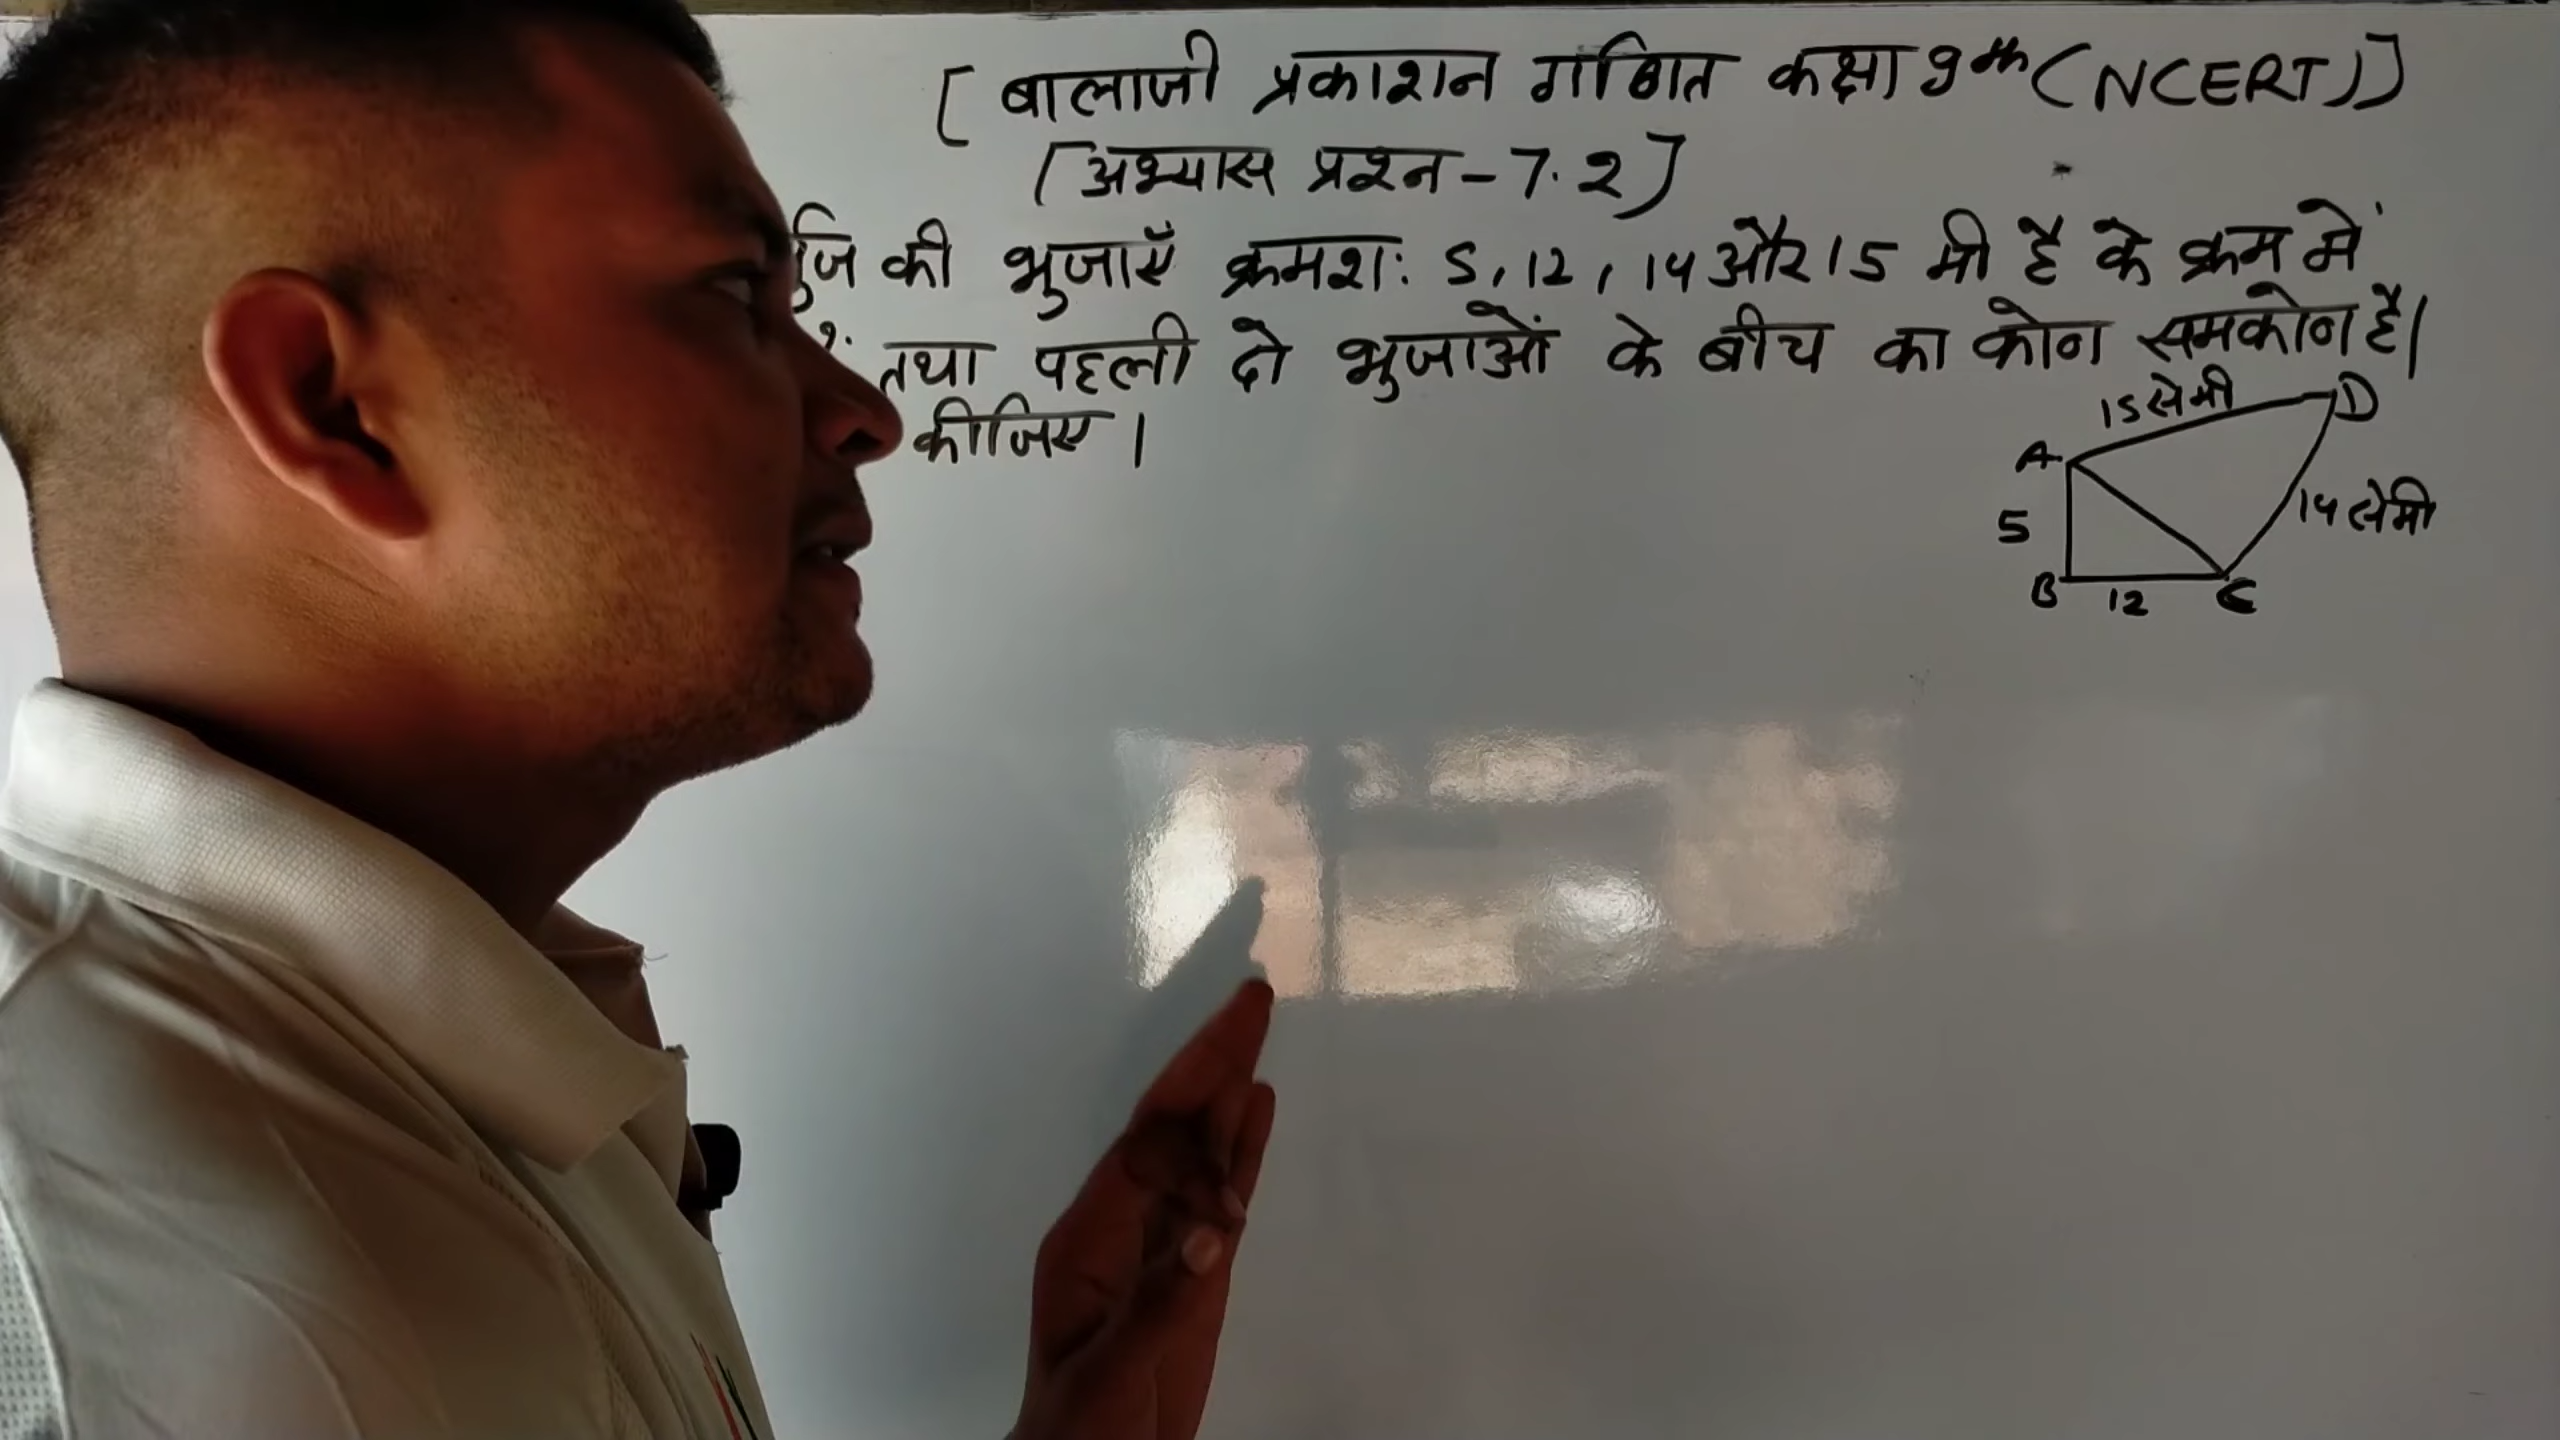 [ बालाजी प्रकाशन गणित कक्षा 9th (NCERT)]
[अभ्यास प्रश्न - 7.2]
की भुजाएँ क्रमशः 5, 12, 14 और 15 मी है के क्रम में
तथा पहली दो भुजाओं के बीच का कोण समकोण है।
कीजिए।
15 सेमी D
A
5 14 सेमी
B 12 C